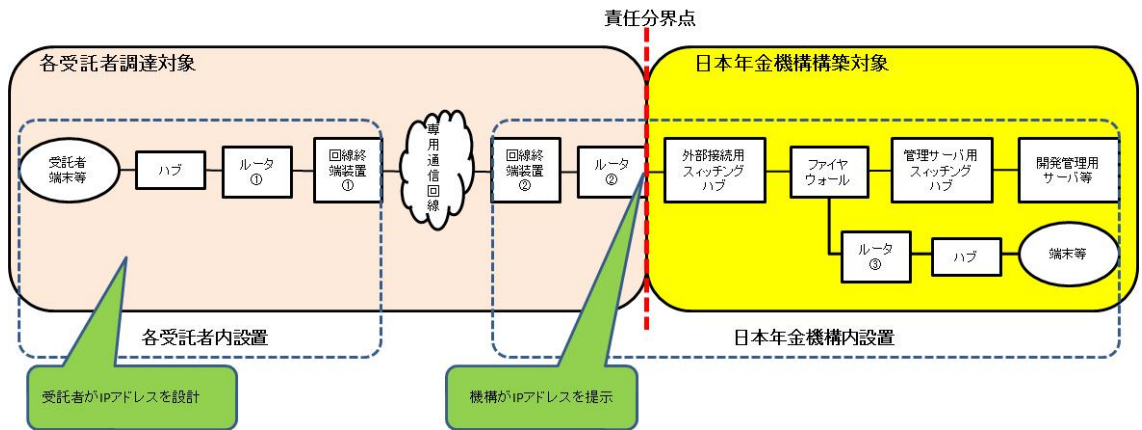 責任分界点
各受託者調達対象
日本年金機構構築対象
受託者
端末等
ハブ
ルータ
①
回線終
端装置
①
専用通信回線
回線終
端装置
②
ルータ
②
外部接続用
スィッチング
ハブ
ファイヤ
ウォール
管理サーバ用
スィッチング
ハブ
開発管理用
サーバ等
ルータ
③
ハブ
端末等
各受託者内設置
日本年金機構内設置
受託者がIPアドレスを設計
機構がIPアドレスを提示